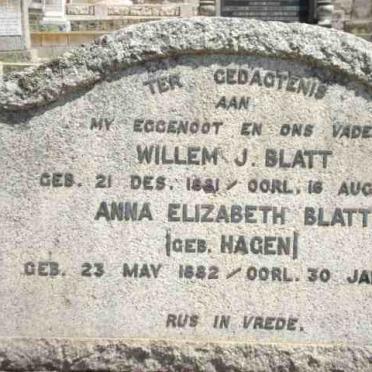 TER GEDAGTENIS
AAN
MY EGGENOOT EN ONS VADE
WILLEM J. BLATT
GEB. 21 DES. 1881 / OORL. 16 AUG
ANNA ELIZABETH BLATT
(GEB. HAGEN)
GEB. 23 MAY 1882 / OORL. 30 JA
RUS IN VREDE.